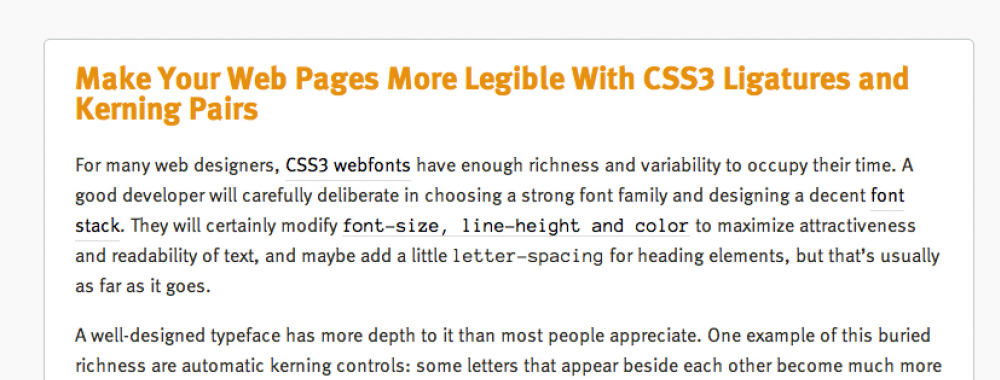 Make Your Web Pages More Legible With CSS3 Ligatures and
Kerning Pairs
For many web designers, CSS3 webfonts have enough richness and variability to occupy their time. A
good developer will carefully deliberate in choosing a strong font family and designing a decent font
stack. They will certainly modify font-size, line-height and color to maximize attractiveness
and readability of text, and maybe add a little letter-spacing for heading elements, but that's usually
as far as it goes.
A well-designed typeface has more depth to it than most people appreciate. One example of this buried
richness are automatic kerning controls: some letters that appear beside each other become much more